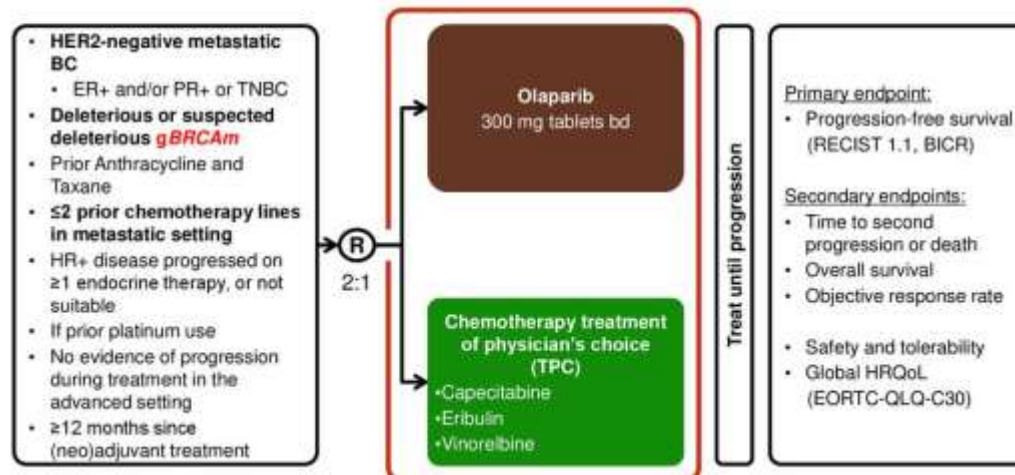 • HER2-negative metastatic
BC
• ER+ and/or PR+ or TNBC
• Deleterious or suspected
deleterious gBRCAm
• Prior Anthracycline and
Taxane
• ≤2 prior chemotherapy lines
in metastatic setting
• HR+ disease progressed on
≥1 endocrine therapy, or not
suitable
• If prior platinum use
• No evidence of progression
during treatment in the
advanced setting
• ≥12 months since
(neo)adjuvant treatment
R
2:1
Olaparib
300 mg tablets bd
Chemotherapy treatment
of physician's choice
(TPC)
•Capecitabine
•Eribulin
•Vinorelbine
Treat until progression
Primary endpoint:
• Progression-free survival
(RECIST 1.1, BICR)
Secondary endpoints:
• Time to second
progression or death
• Overall survival
• Objective response rate
• Safety and tolerability
• Global HRQoL
(EORTC-QLQ-C30)